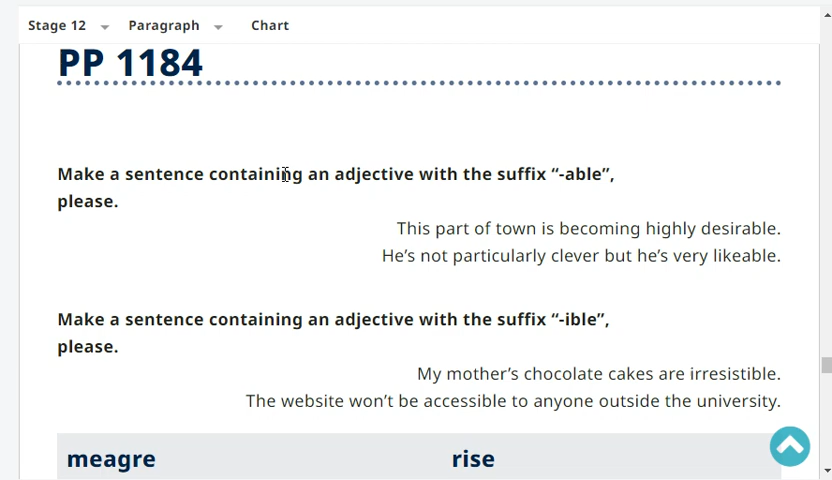 Stage 12 Paragraph Chart
PP 1184
Make a sentence containing an adjective with the suffix “-able”,
please.
This part of town is becoming highly desirable.
He’s not particularly clever but he’s very likeable.
Make a sentence containing an adjective with the suffix “-ible”,
please.
My mother’s chocolate cakes are irresistible.
The website won’t be accessible to anyone outside the university.
meagre rise